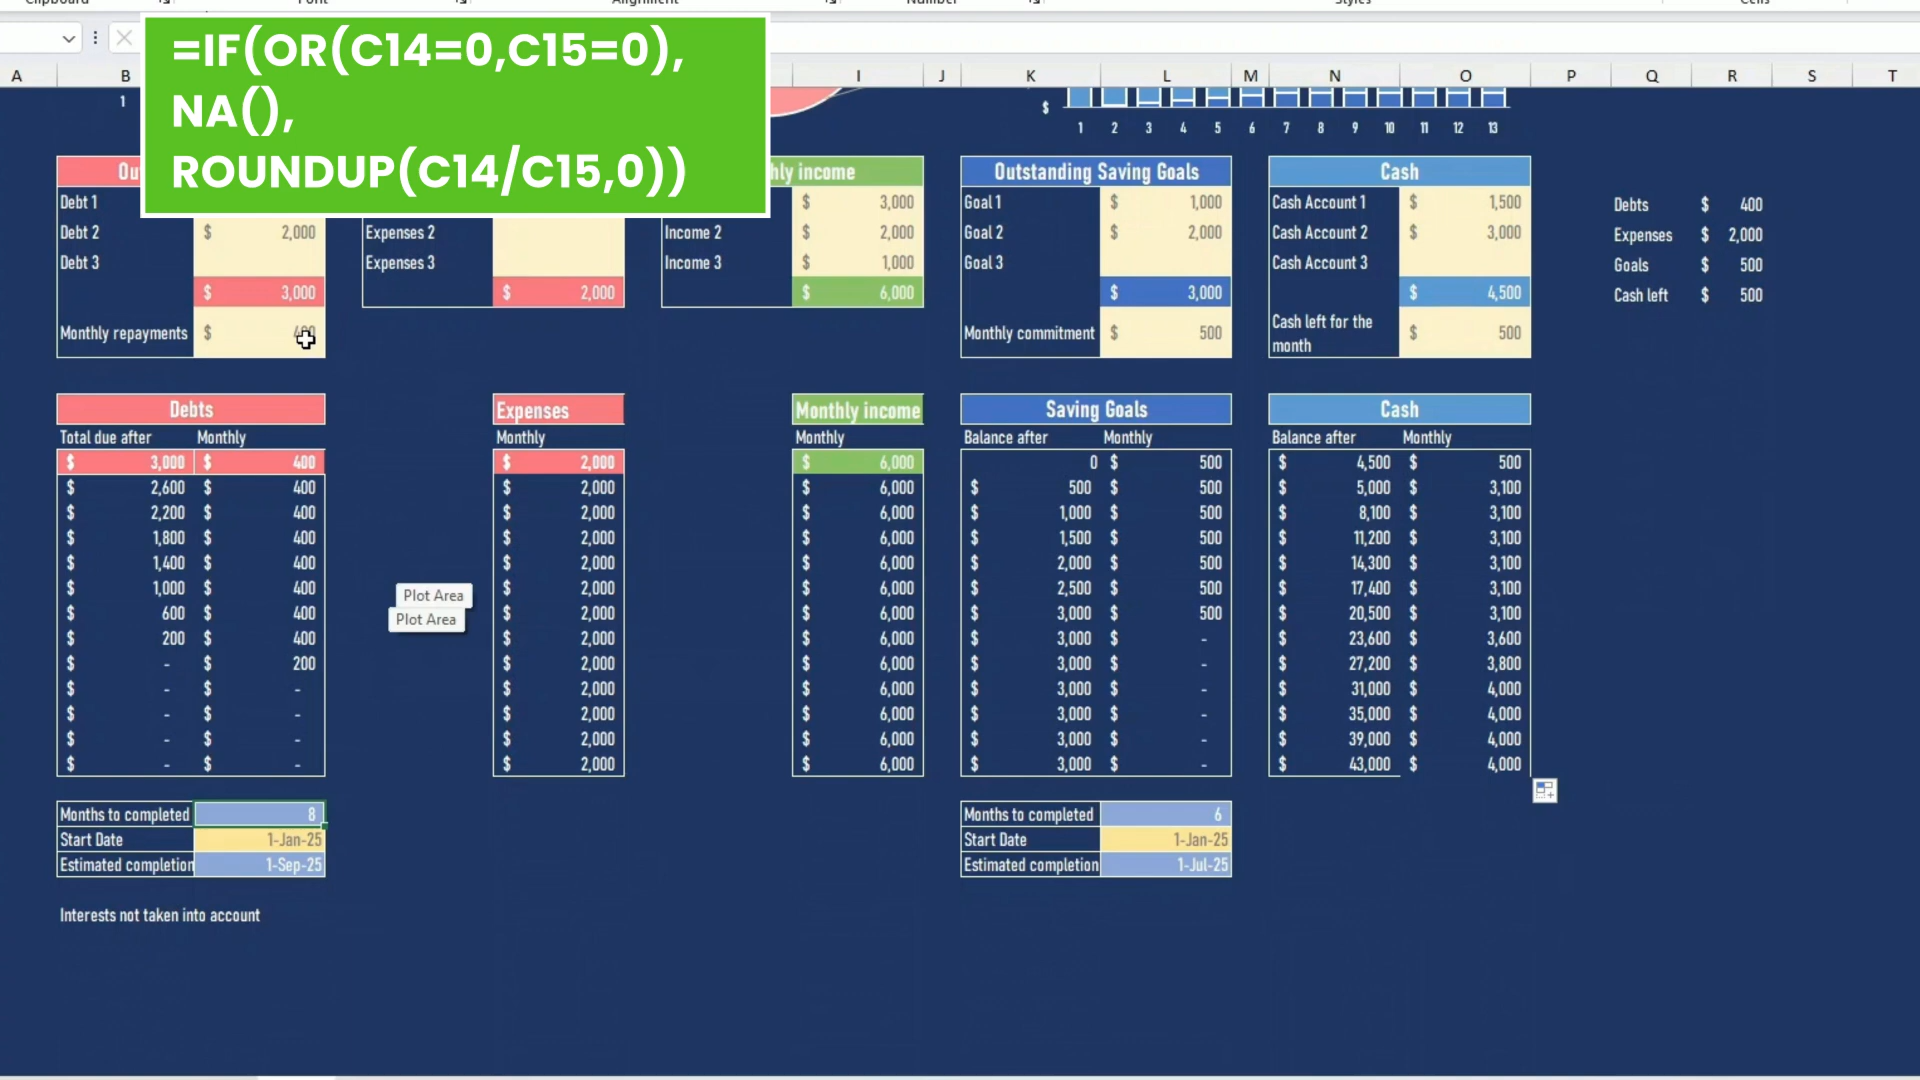 =IF(OR(C14=0,C15=0),
NA(),
ROUNDUP(C14/C15,0))
A B I J K L M N O P Q R S T
1
$
1 2 3 4 5 6 7 8 9 10 11 12 13
Debt 1
Debt 2 $ 2,000
Debt 3
$ 3,000
Monthly repayments $
Expenses 2
Expenses 3
$ 2,000
income
$ 3,000
Income 2 $ 2,000
Income 3 $ 1,000
$ 6,000
Outstanding Saving Goals
Goal 1 $ 1,000
Goal 2 $ 2,000
Goal 3
$ 3,000
Monthly commitment $ 500
Cash
Cash Account 1 $ 1,500
Cash Account 2 $ 3,000
Cash Account 3
$ 4,500
Cash left for the
month $ 500
Debts $ 400
Expenses $ 2,000
Goals $ 500
Cash left $ 500
Debts
Total due after Monthly
$ 3,000 $ 400
$ 2,600 $ 400
$ 2,200 $ 400
$ 1,800 $ 400
$ 1,400 $ 400
$ 1,000 $ 400
$ 600 $ 400
$ 200 $ 400
$ - $ 200
$ - $ -
$ - $ -
$ - $ -
$ - $ -
Plot Area
Plot Area
Expenses
Monthly
$ 2,000
$ 2,000
$ 2,000
$ 2,000
$ 2,000
$ 2,000
$ 2,000
$ 2,000
$ 2,000
$ 2,000
$ 2,000
$ 2,000
$ 2,000
Monthly income
Monthly
$ 6,000
$ 6,000
$ 6,000
$ 6,000
$ 6,000
$ 6,000
$ 6,000
$ 6,000
$ 6,000
$ 6,000
$ 6,000
$ 6,000
$ 6,000
Saving Goals
Balance after Monthly
0 $ 500
$ 500 $ 500
$ 1,000 $ 500
$ 1,500 $ 500
$ 2,000 $ 500
$ 2,500 $ 500
$ 3,000 $ 500
$ 3,000 $ -
$ 3,000 $ -
$ 3,000 $ -
$ 3,000 $ -
$ 3,000 $ -
$ 3,000 $ -
Cash
Balance after Monthly
$ 4,500 $ 500
$ 5,000 $ 3,100
$ 8,100 $ 3,100
$ 11,200 $ 3,100
$ 14,300 $ 3,100
$ 17,400 $ 3,100
$ 20,500 $ 3,100
$ 23,600 $ 3,600
$ 27,200 $ 3,800
$ 31,000 $ 4,000
$ 35,000 $ 4,000
$ 39,000 $ 4,000
$ 43,000 $ 4,000
Months to completed 8
Start Date 1-Jan-25
Estimated completion 1-Sep-25
Months to completed 6
Start Date 1-Jan-25
Estimated completion 1-Jul-25
Interests not taken into account